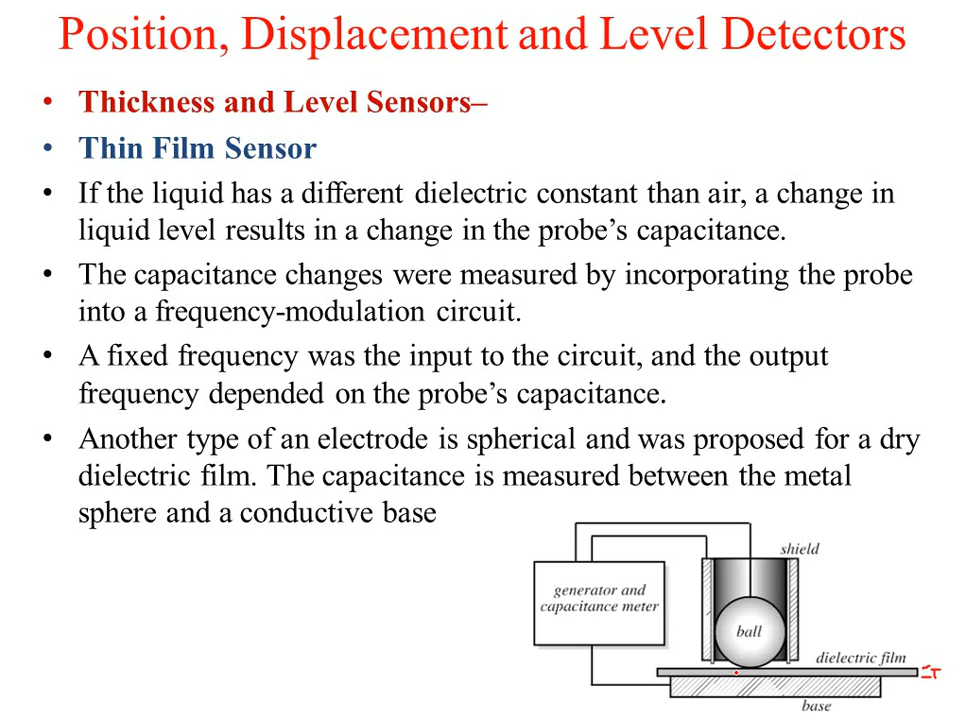 Position, Displacement and Level Detectors
• Thickness and Level Sensors–
• Thin Film Sensor
• If the liquid has a different dielectric constant than air, a change in
liquid level results in a change in the probe’s capacitance.
• The capacitance changes were measured by incorporating the probe
into a frequency-modulation circuit.
• A fixed frequency was the input to the circuit, and the output
frequency depended on the probe’s capacitance.
• Another type of an electrode is spherical and was proposed for a dry
dielectric film. The capacitance is measured between the metal
sphere and a conductive base
shield
generator and
capacitance meter
ball
dielectric film
base